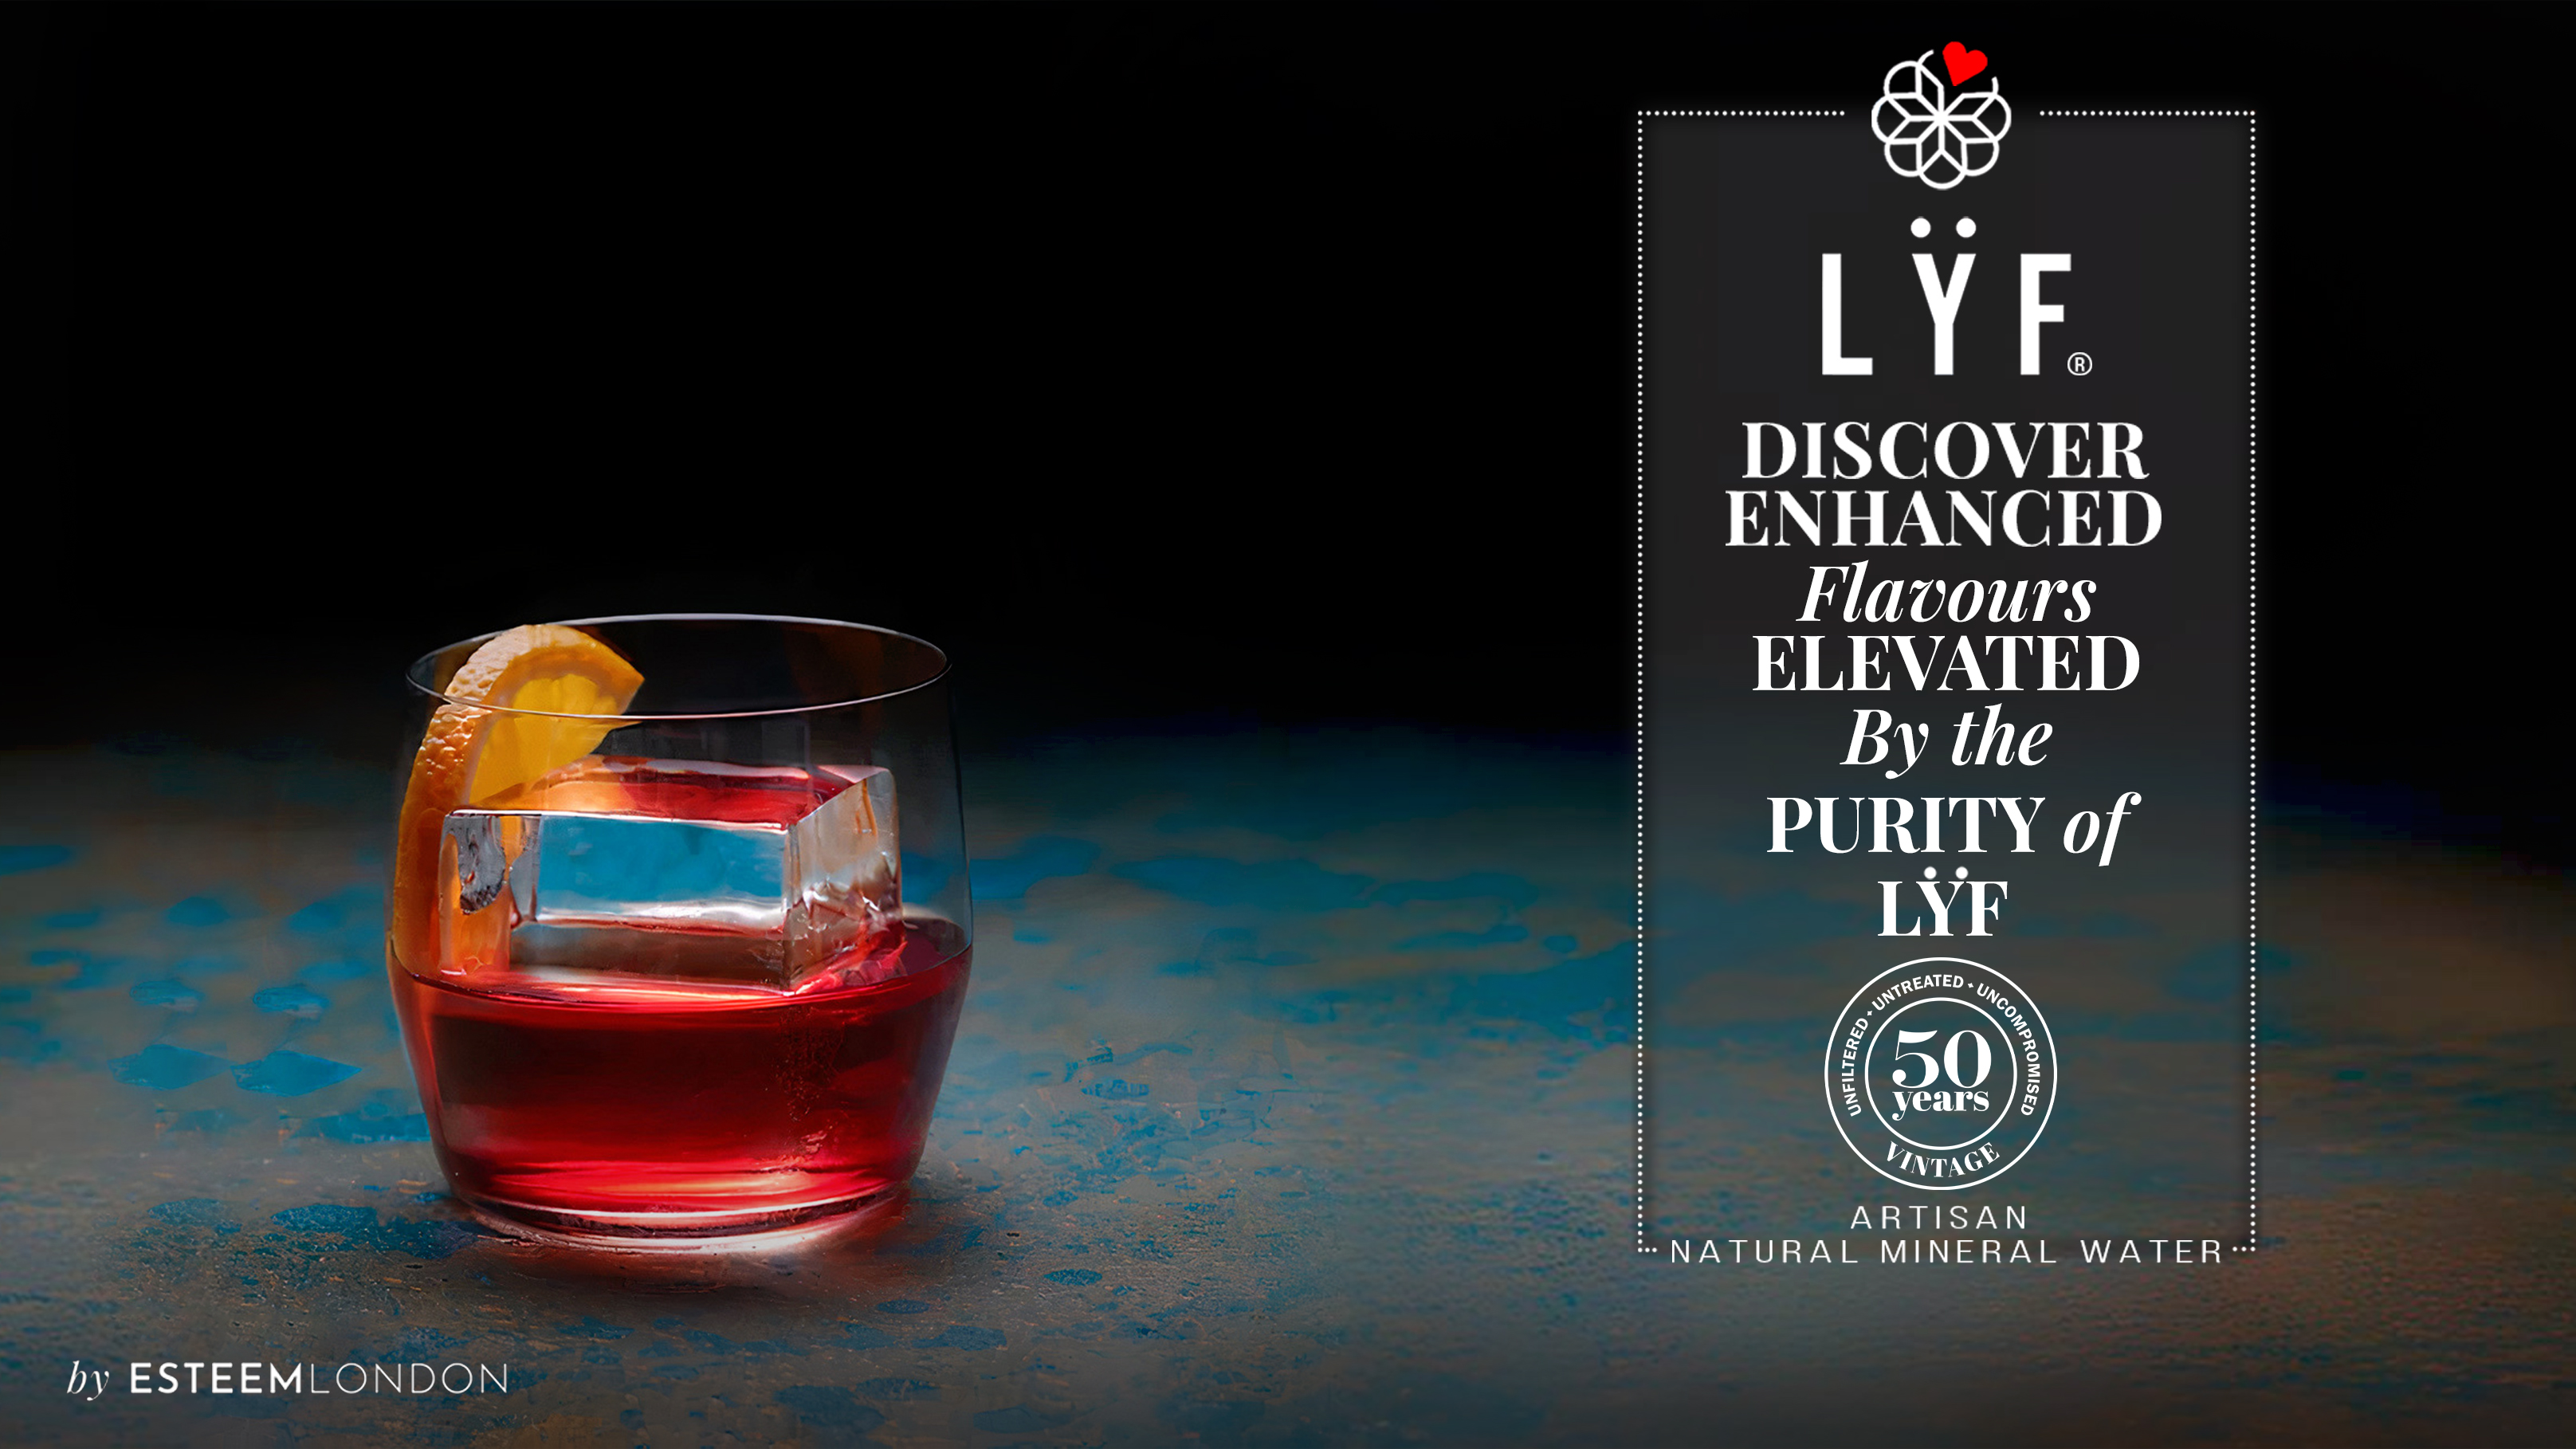 LŸF®
DISCOVER
ENHANCED
Flavours
ELEVATED
By the
PURITY of
LŸF
UNFILTERED • UNTREATED • UNCOMPROMISED
50
years
VINTAGE
ARTISAN
NATURAL MINERAL WATER
by ESTEEMLONDON